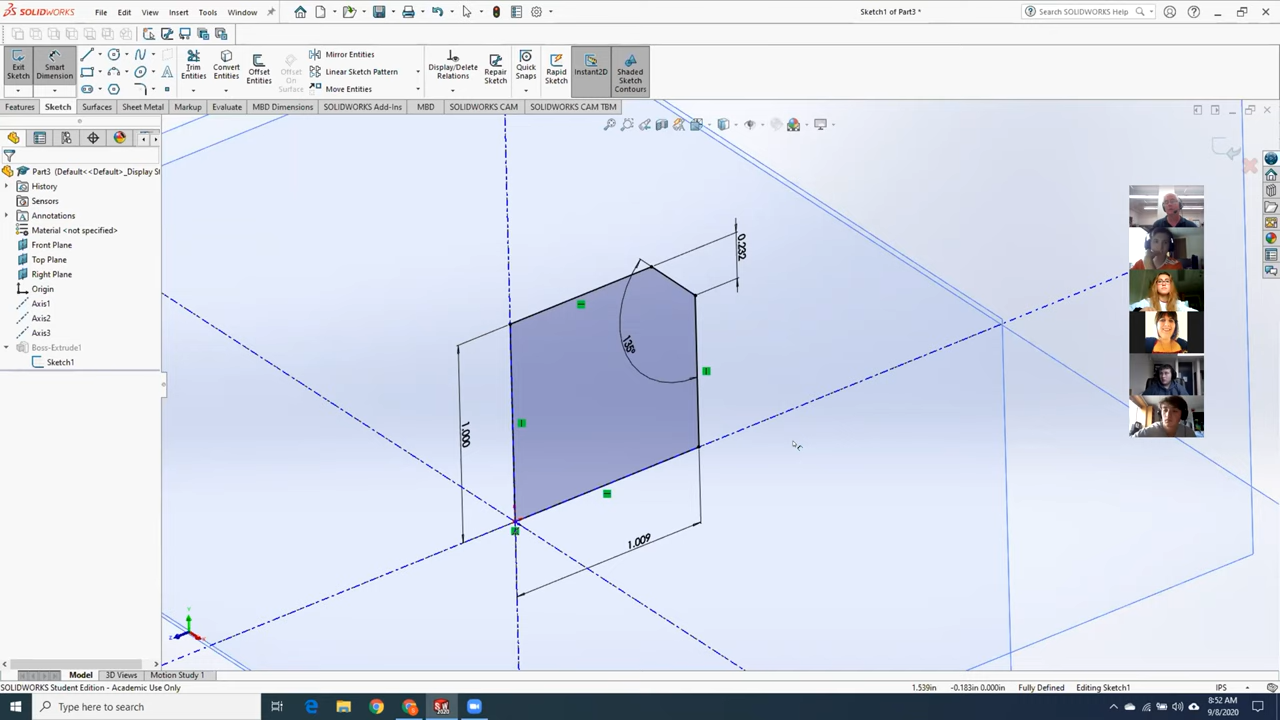 SOLIDWORKS File Edit View Insert Tools Window Sketch1 of Part3 * Search SOLIDWORKS Help
Exit Sketch
Smart Dimension
Trim Entities
Convert Entities
Offset Entities
Offset On Surface
Mirror Entities
Linear Sketch Pattern
Move Entities
Display/Delete Relations
Repair Sketch
Quick Snaps
Rapid Sketch
Instant2D
Shaded Sketch Contours
Features Sketch Surfaces Sheet Metal Markup Evaluate MBD Dimensions SOLIDWORKS Add-Ins MBD SOLIDWORKS CAM SOLIDWORKS CAM TBM
Part3 (Default<<Default>_Display St
History
Sensors
Annotations
Material <not specified>
Front Plane
Top Plane
Right Plane
Origin
Axis1
Axis2
Axis3
Boss-Extrude1
Sketch1
0.232
135°
1.000
1.009
Model 3D Views Motion Study 1
SOLIDWORKS Student Edition - Academic Use Only 1.539in -0.183in 0.000in Fully Defined Editing Sketch1 IPS
Type here to search
8:52 AM
9/8/2020